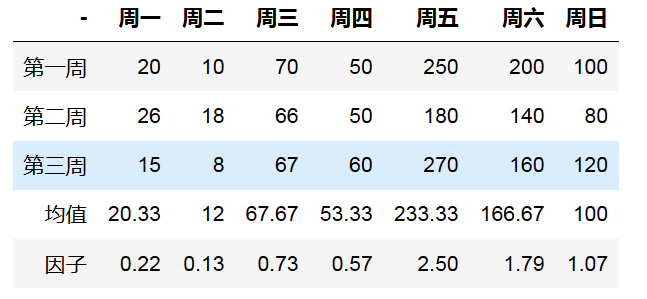 - 周一 周二 周三 周四 周五 周六 周日
第一周 20 10 70 50 250 200 100
第二周 26 18 66 50 180 140 80
第三周 15 8 67 60 270 160 120
均值 20.33 12 67.67 53.33 233.33 166.67 100
因子 0.22 0.13 0.73 0.57 2.50 1.79 1.07